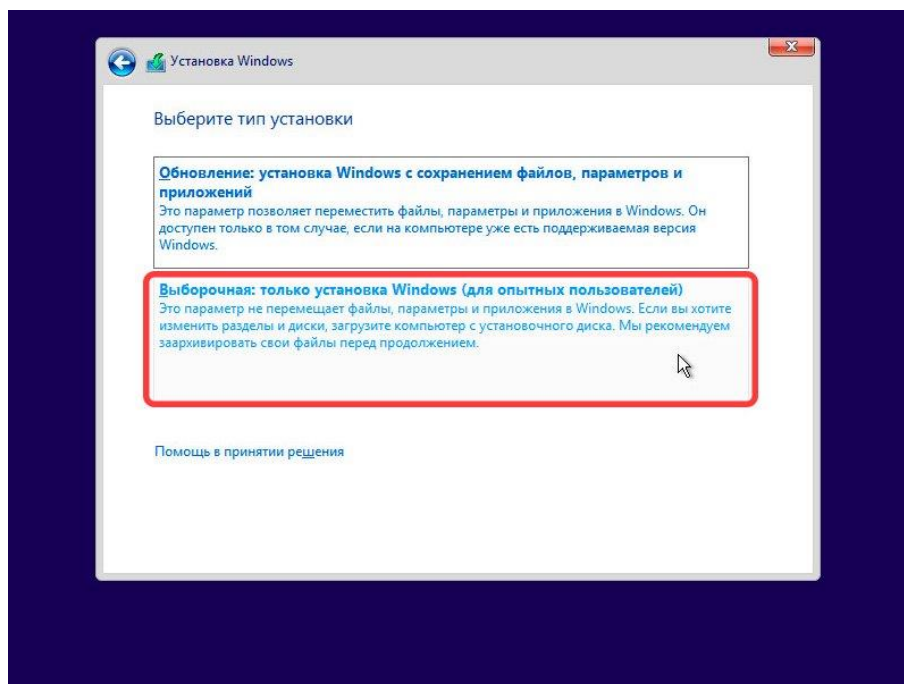 Установка Windows
Выберите тип установки
Обновление: установка Windows с сохранением файлов, параметров и
приложений
Это параметр позволяет переместить файлы, параметры и приложения в Windows. Он
доступен только в том случае, если на компьютере уже есть поддерживаемая версия
Windows.
Выборочная: только установка Windows (для опытных пользователей)
Это параметр не перемещает файлы, параметры и приложения в Windows. Если вы хотите
изменить разделы и диски, загрузите компьютер с установочного диска. Мы рекомендуем
заархивировать свои файлы перед продолжением.
Помощь в принятии решения